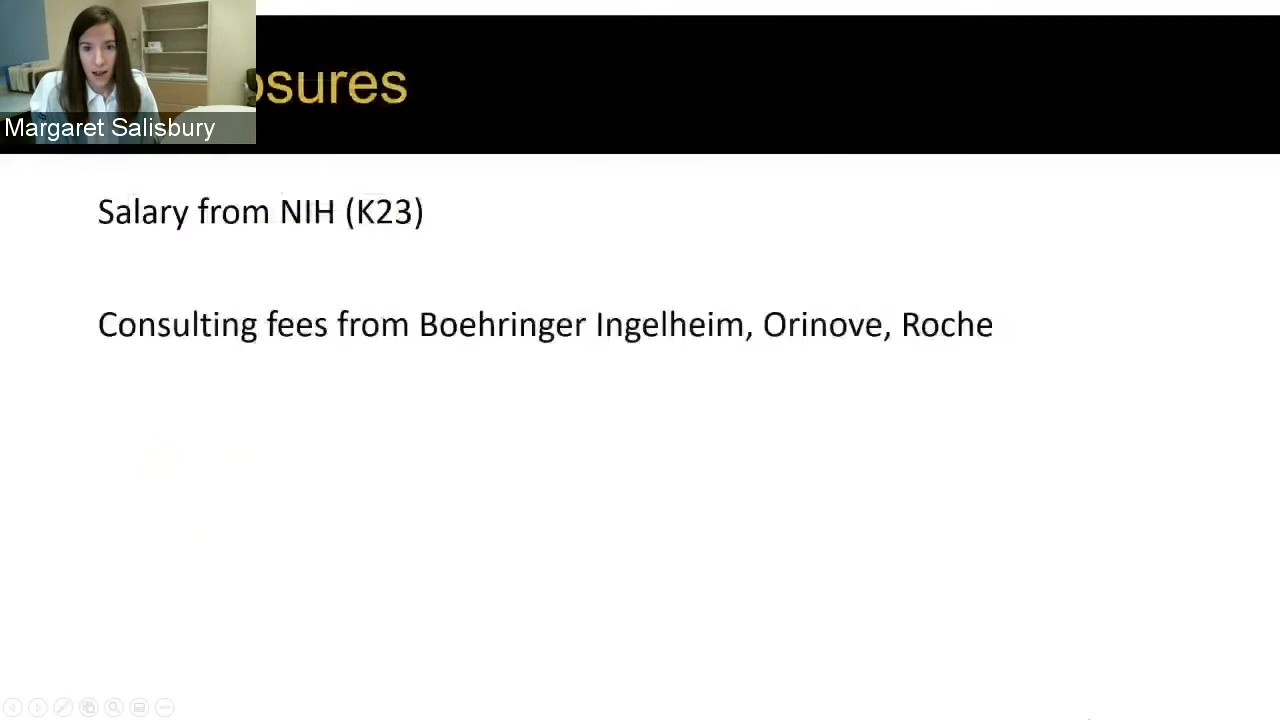 osures
Margaret Salisbury
Salary from NIH (K23)
Consulting fees from Boehringer Ingelheim, Orinove, Roche